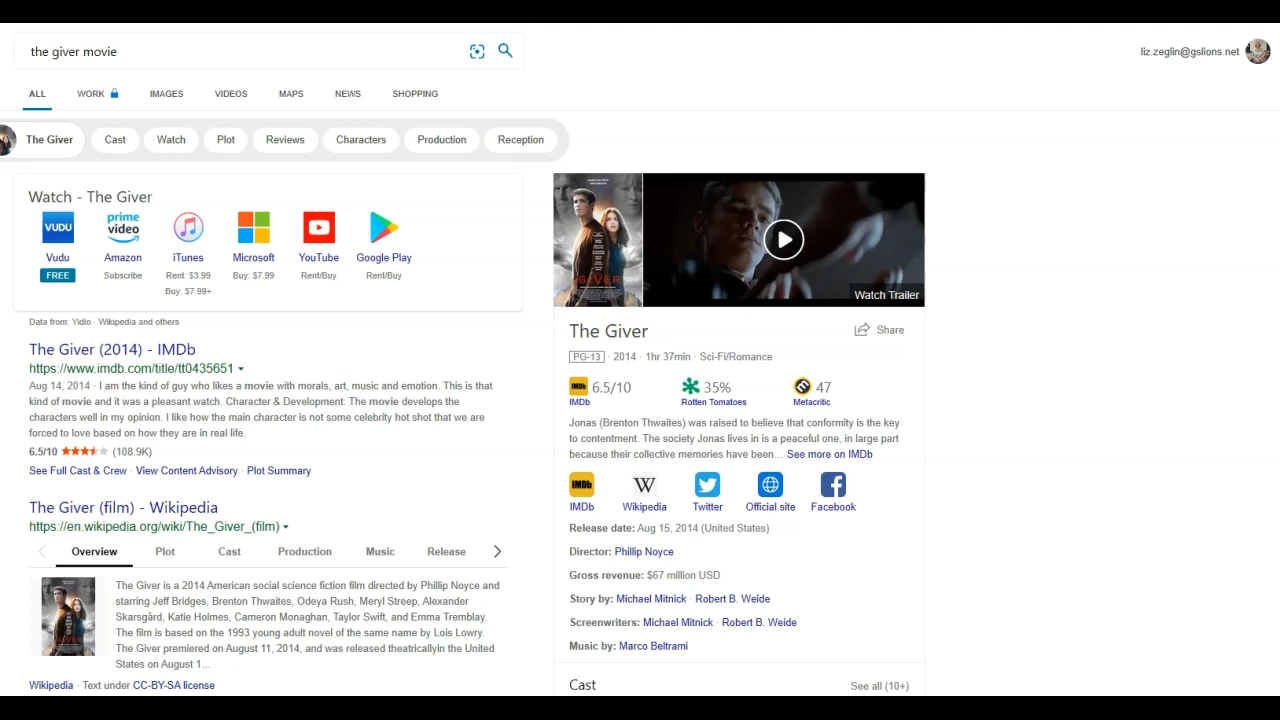 the giver movie
liz.zeglin@gslions.net
ALL WORK IMAGES VIDEOS MAPS NEWS SHOPPING
The Giver Cast Watch Plot Reviews Characters Production Reception
Watch - The Giver
VUDU prime video
Vudu Amazon iTunes Microsoft YouTube Google Play
FREE Subscribe Rent: $3.99 Buy: $7.99 Rent/Buy Rent/Buy
Buy: $7.99+
Data from: Yidio · Wikipedia and others
The Giver (2014) - IMDb
https://www.imdb.com/title/tt0435651
Aug 14, 2014 · I am the kind of guy who likes a movie with morals, art, music and emotion. This is that
kind of movie and it was a pleasant watch. Character & Development: The movie develops the
characters well in my opinion. I like how the main character is not some celebrity hot shot that we are
forced to love based on how they are in real life.
6.5/10 (108.9K)
See Full Cast & Crew · View Content Advisory · Plot Summary
The Giver (film) - Wikipedia
https://en.wikipedia.org/wiki/The_Giver_(film)
Overview Plot Cast Production Music Release
The Giver is a 2014 American social science fiction film directed by Phillip Noyce and
starring Jeff Bridges, Brenton Thwaites, Odeya Rush, Meryl Streep, Alexander
Skarsgård, Katie Holmes, Cameron Monaghan, Taylor Swift, and Emma Tremblay.
The film is based on the 1993 young adult novel of the same name by Lois Lowry.
The Giver premiered on August 11, 2014, and was released theatricallyin the United
States on August 1...
Wikipedia · Text under CC-BY-SA license
GIVER
Watch Trailer
The Giver
Share
PG-13 · 2014 · 1hr 37min · Sci-Fi/Romance
IMDb 6.5/10 35% 47
IMDb Rotten Tomatoes Metacritic
Jonas (Brenton Thwaites) was raised to believe that conformity is the key
to contentment. The society Jonas lives in is a peaceful one, in large part
because their collective memories have been... See more on IMDb
IMDb W
IMDb Wikipedia Twitter Official site Facebook
Release date: Aug 15, 2014 (United States)
Director: Phillip Noyce
Gross revenue: $67 million USD
Story by: Michael Mitnick · Robert B. Weide
Screenwriters: Michael Mitnick · Robert B. Weide
Music by: Marco Beltrami
Cast
See all (10+)